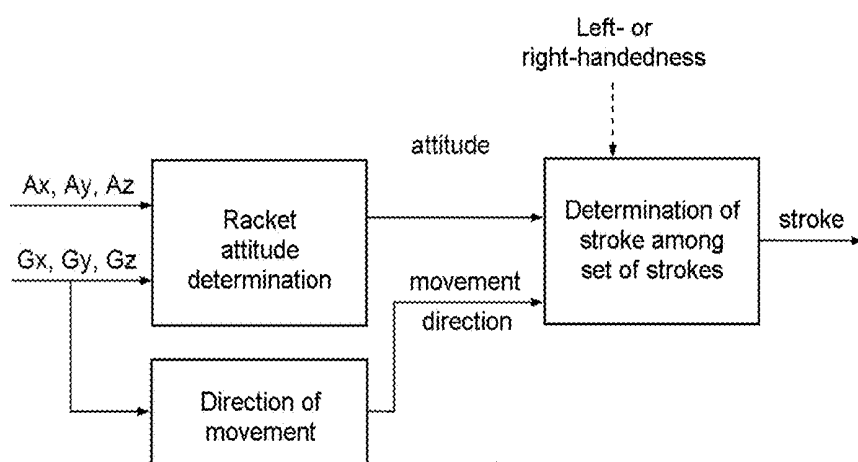 Left- or
right-handedness
attitude
Ax, Ay, Az
Racket
attitude
determination
Gx, Gy, Gz
Determination of
stroke among
set of strokes
stroke
movement
direction
Direction of
movement